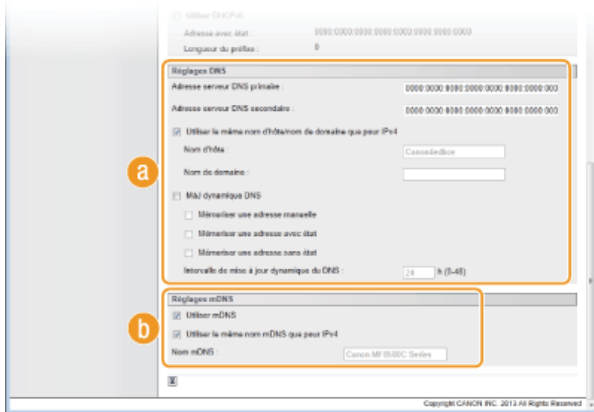 Utiliser DHCPv6
Adresse avec état : 0000:0000:0000:0000:0000:0000:0000:0000
Longueur du préfixe : 0
Réglages DNS
Adresse serveur DNS primaire : 0000:0000:0000:0000:0000:0000:0000:000
Adresse serveur DNS secondaire : 0000:0000:0000:0000:0000:0000:0000:000
Utiliser le même nom d'hôte/nom de domaine que pour IPv4
Nom d'hôte :
Nom de domaine :
a
MàJ dynamique DNS
Mémoriser une adresse manuelle
Mémoriser une adresse avec état
Mémoriser une adresse sans état
Intervalle de mise à jour dynamique du DNS : 24 h (0-48)
Réglages mDNS
Utiliser mDNS
b
Utiliser le même nom mDNS que pour IPv4
Nom mDNS : Canon Series
Copyright CANON INC. 2013 All Rights Reserved